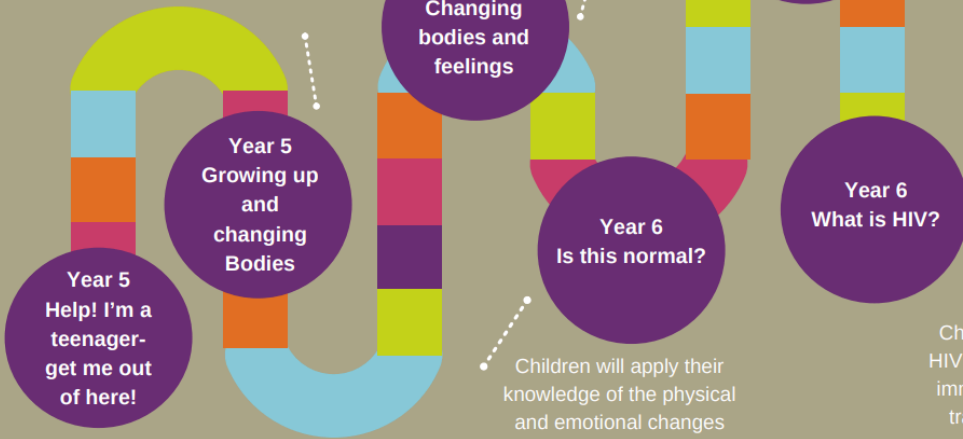 Changing
bodies and
feelings
Year 5
Growing up
and
changing
Bodies
Year 5
Help! I’m a
teenager-
get me out
of here!
Year 6
Is this normal?
Year 6
What is HIV?
Children will apply their
knowledge of the physical
and emotional changes
HIV